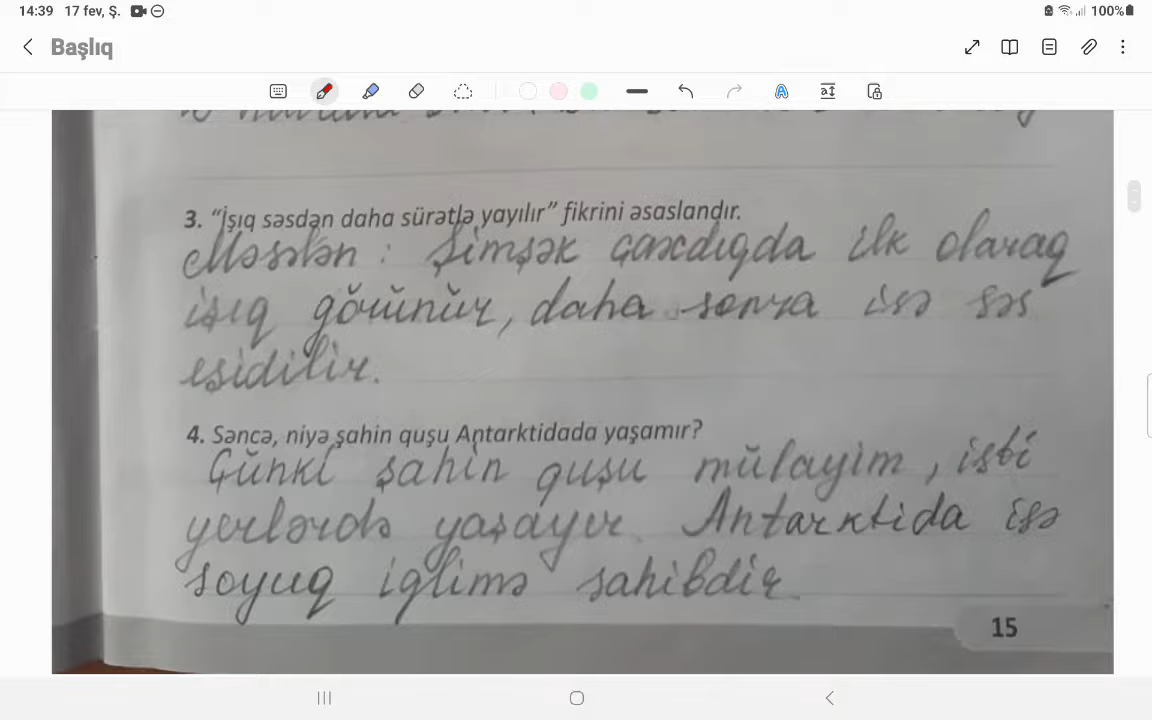 14:39 17 fev, Ş. 100%
Başlıq
3. "İşıq səsdən daha sürətlə yayılır" fikrini əsaslandır.
Məsələn: Şimşək çaxdıqda ilk olaraq
işıq görünür, daha sonra isə səs
eşidilir.
4. Səncə, niyə şahin quşu Antarktidada yaşamır?
Çünki şahin quşu mülayim, isti
yerlərdə yaşayır. Antarktida isə
soyuq iqlimə sahibdir.
15